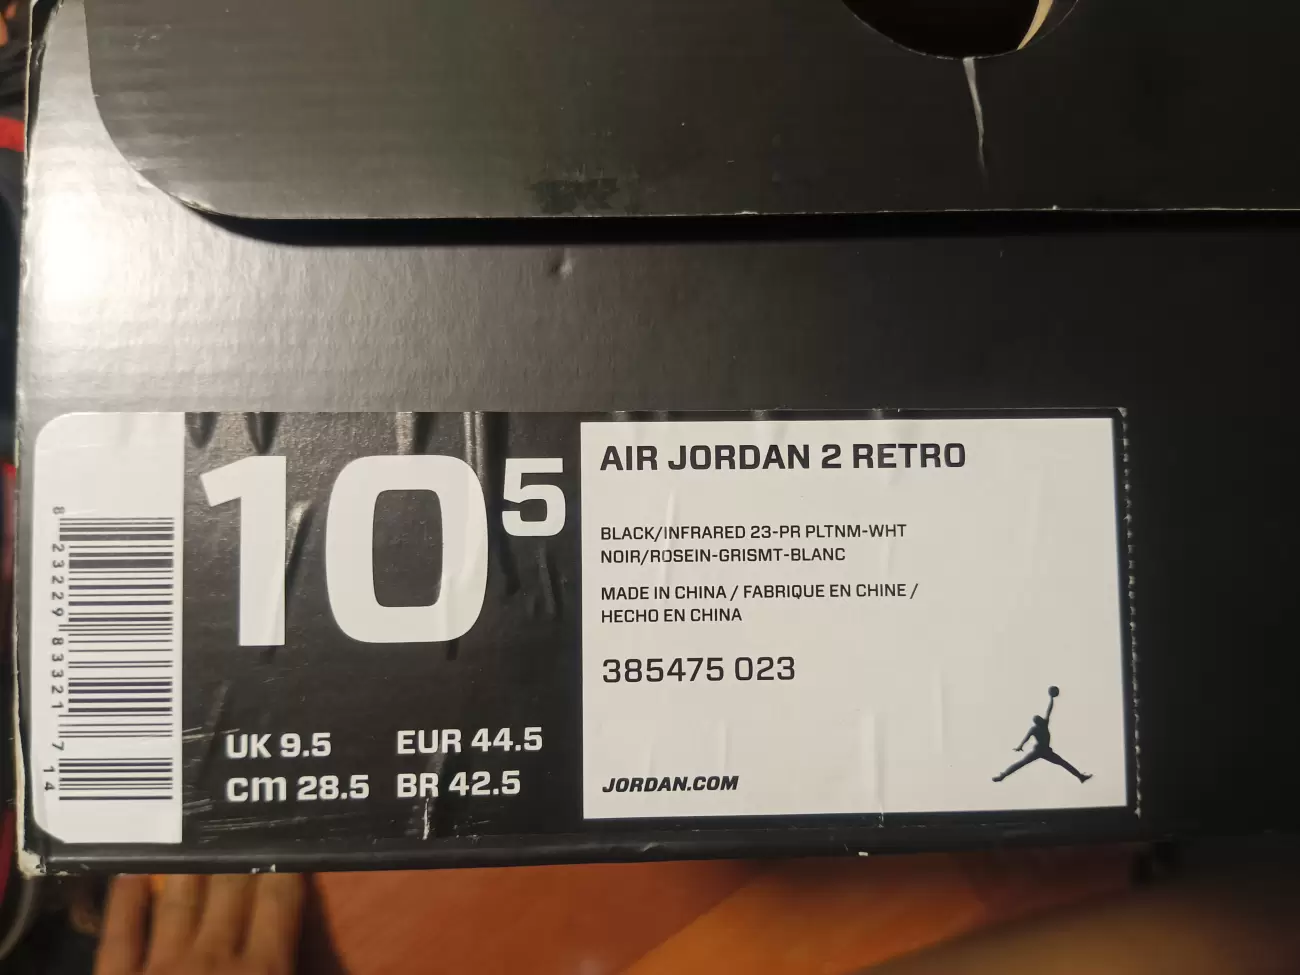 8 23229 83321 7 14
10 5
UK 9.5 EUR 44.5
cm 28.5 BR 42.5
AIR JORDAN 2 RETRO
BLACK/INFRARED 23-PR PLTNM-WHT
NOIR/ROSEIN-GRISMT-BLANC
MADE IN CHINA / FABRIQUE EN CHINE /
HECHO EN CHINA
385475 023
JORDAN.COM